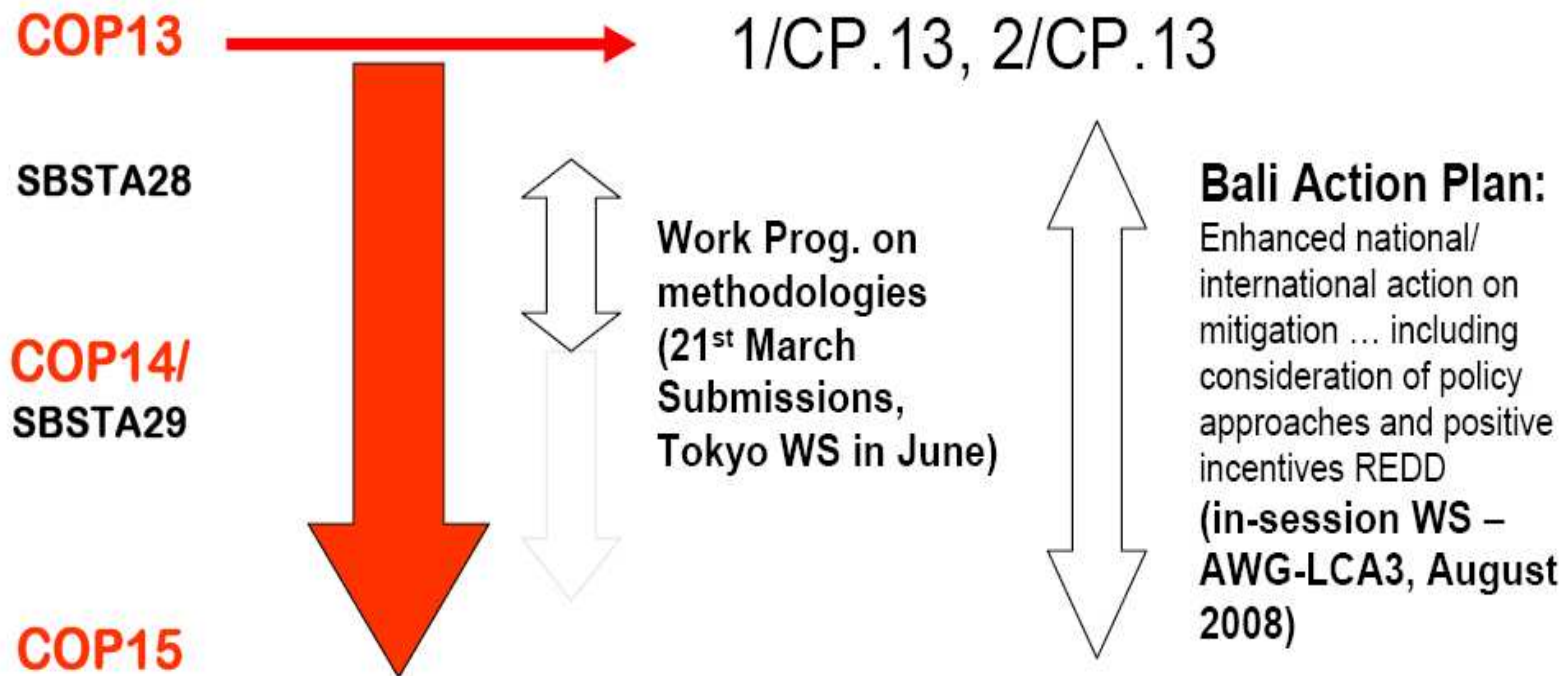 COP13
1/CP.13, 2/CP.13
SBSTA28
COP14/
SBSTA29
COP15
Work Prog. on
methodologies
(21st March
Submissions,
Tokyo WS in June)
Bali Action Plan:
Enhanced national/
international action on
mitigation … including
consideration of policy
approaches and positive
incentives REDD
(in-session WS –
AWG-LCA3, August
2008)